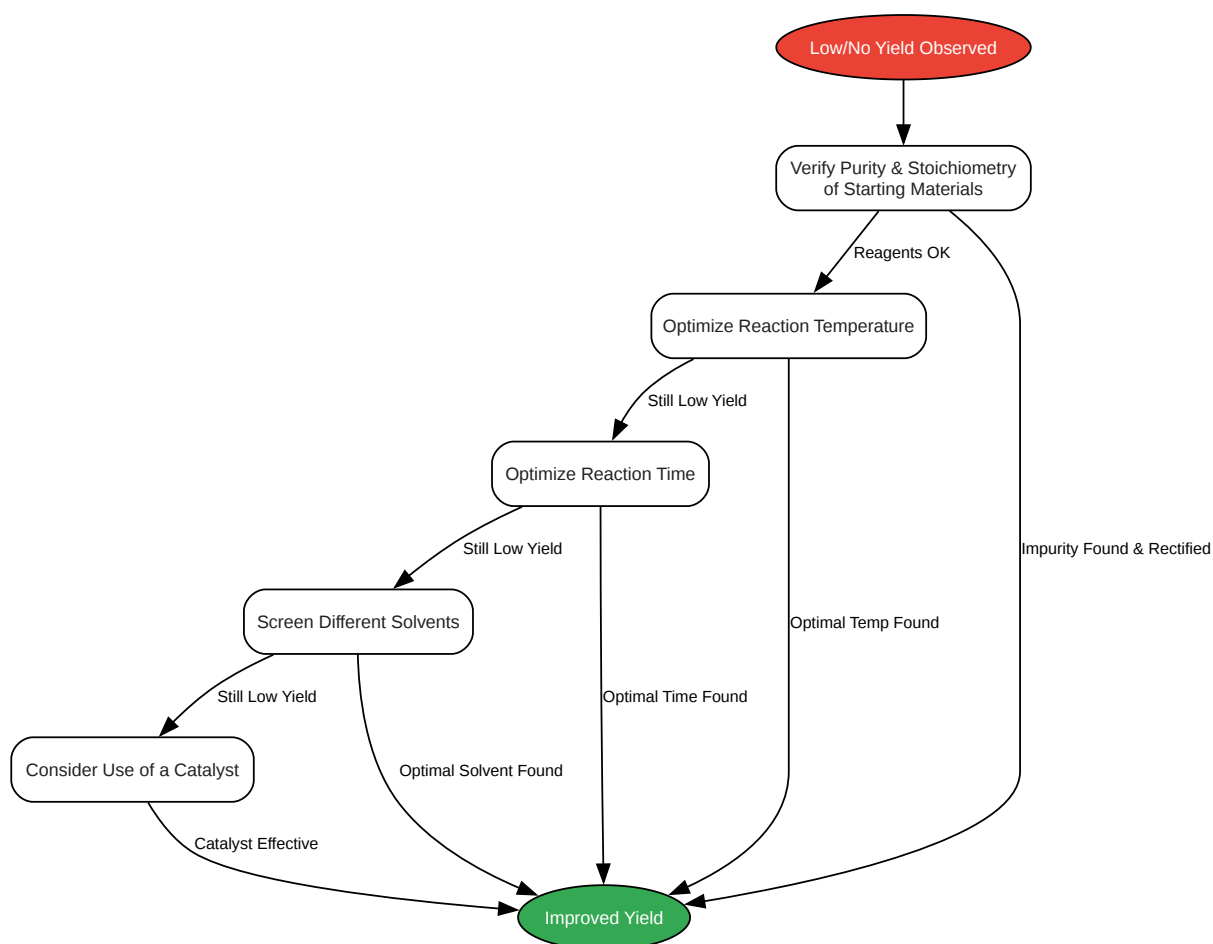 Low/No Yield Observed
Verify Purity & Stoichiometry
of Starting Materials
Reagents OK
Optimize Reaction Temperature
Still Low Yield
Optimize Reaction Time
Still Low Yield
Impurity Found & Rectified
Screen Different Solvents
Optimal Temp Found
Still Low Yield
Optimal Time Found
Consider Use of a Catalyst
Optimal Solvent Found
Catalyst Effective
Improved Yield